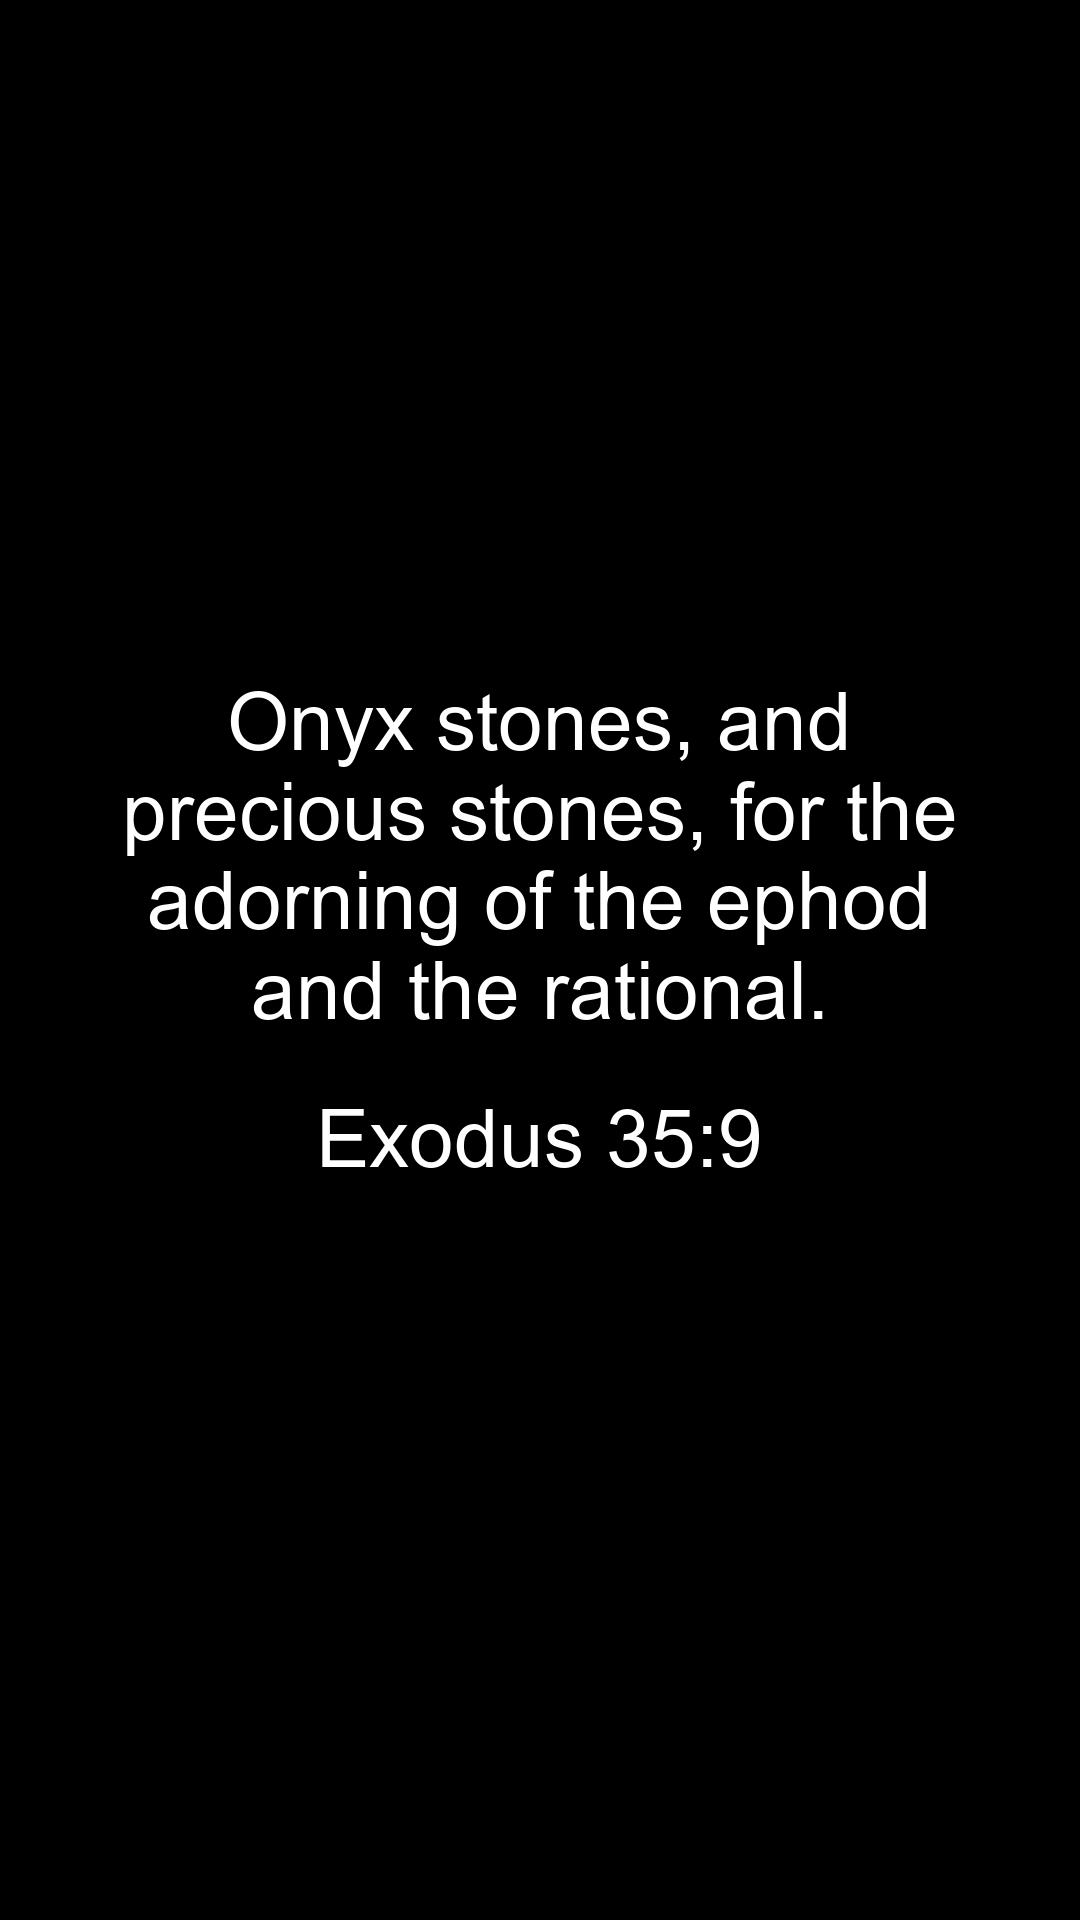 Onyx stones, and
precious stones, for the
adorning of the ephod
and the rational.
Exodus 35:9